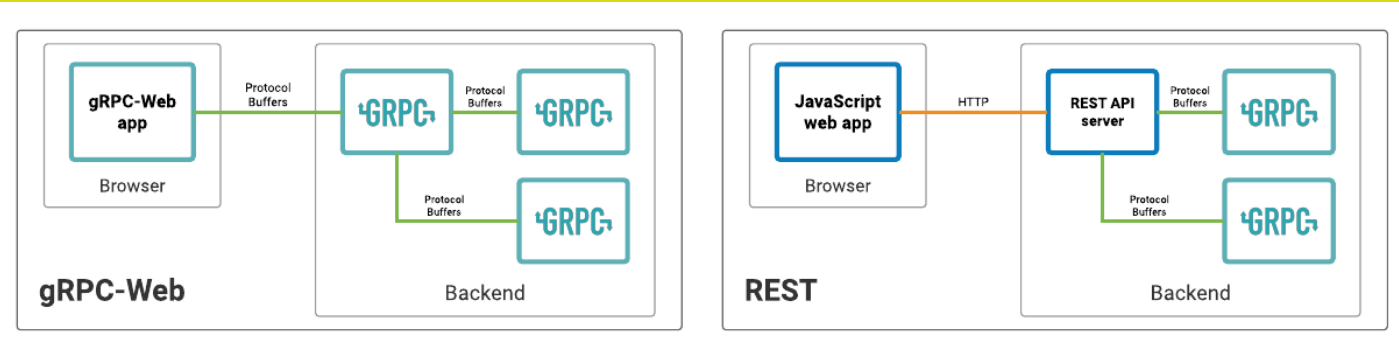 gRPC-Web
app
Browser
Protocol
Buffers
GRPC
Protocol
Buffers
GRPC
Protocol
Buffers
GRPC
gRPC-Web
Backend
JavaScript
web app
Browser
HTTP
REST API
server
Protocol
Buffers
GRPC
Protocol
Buffers
GRPC
REST
Backend